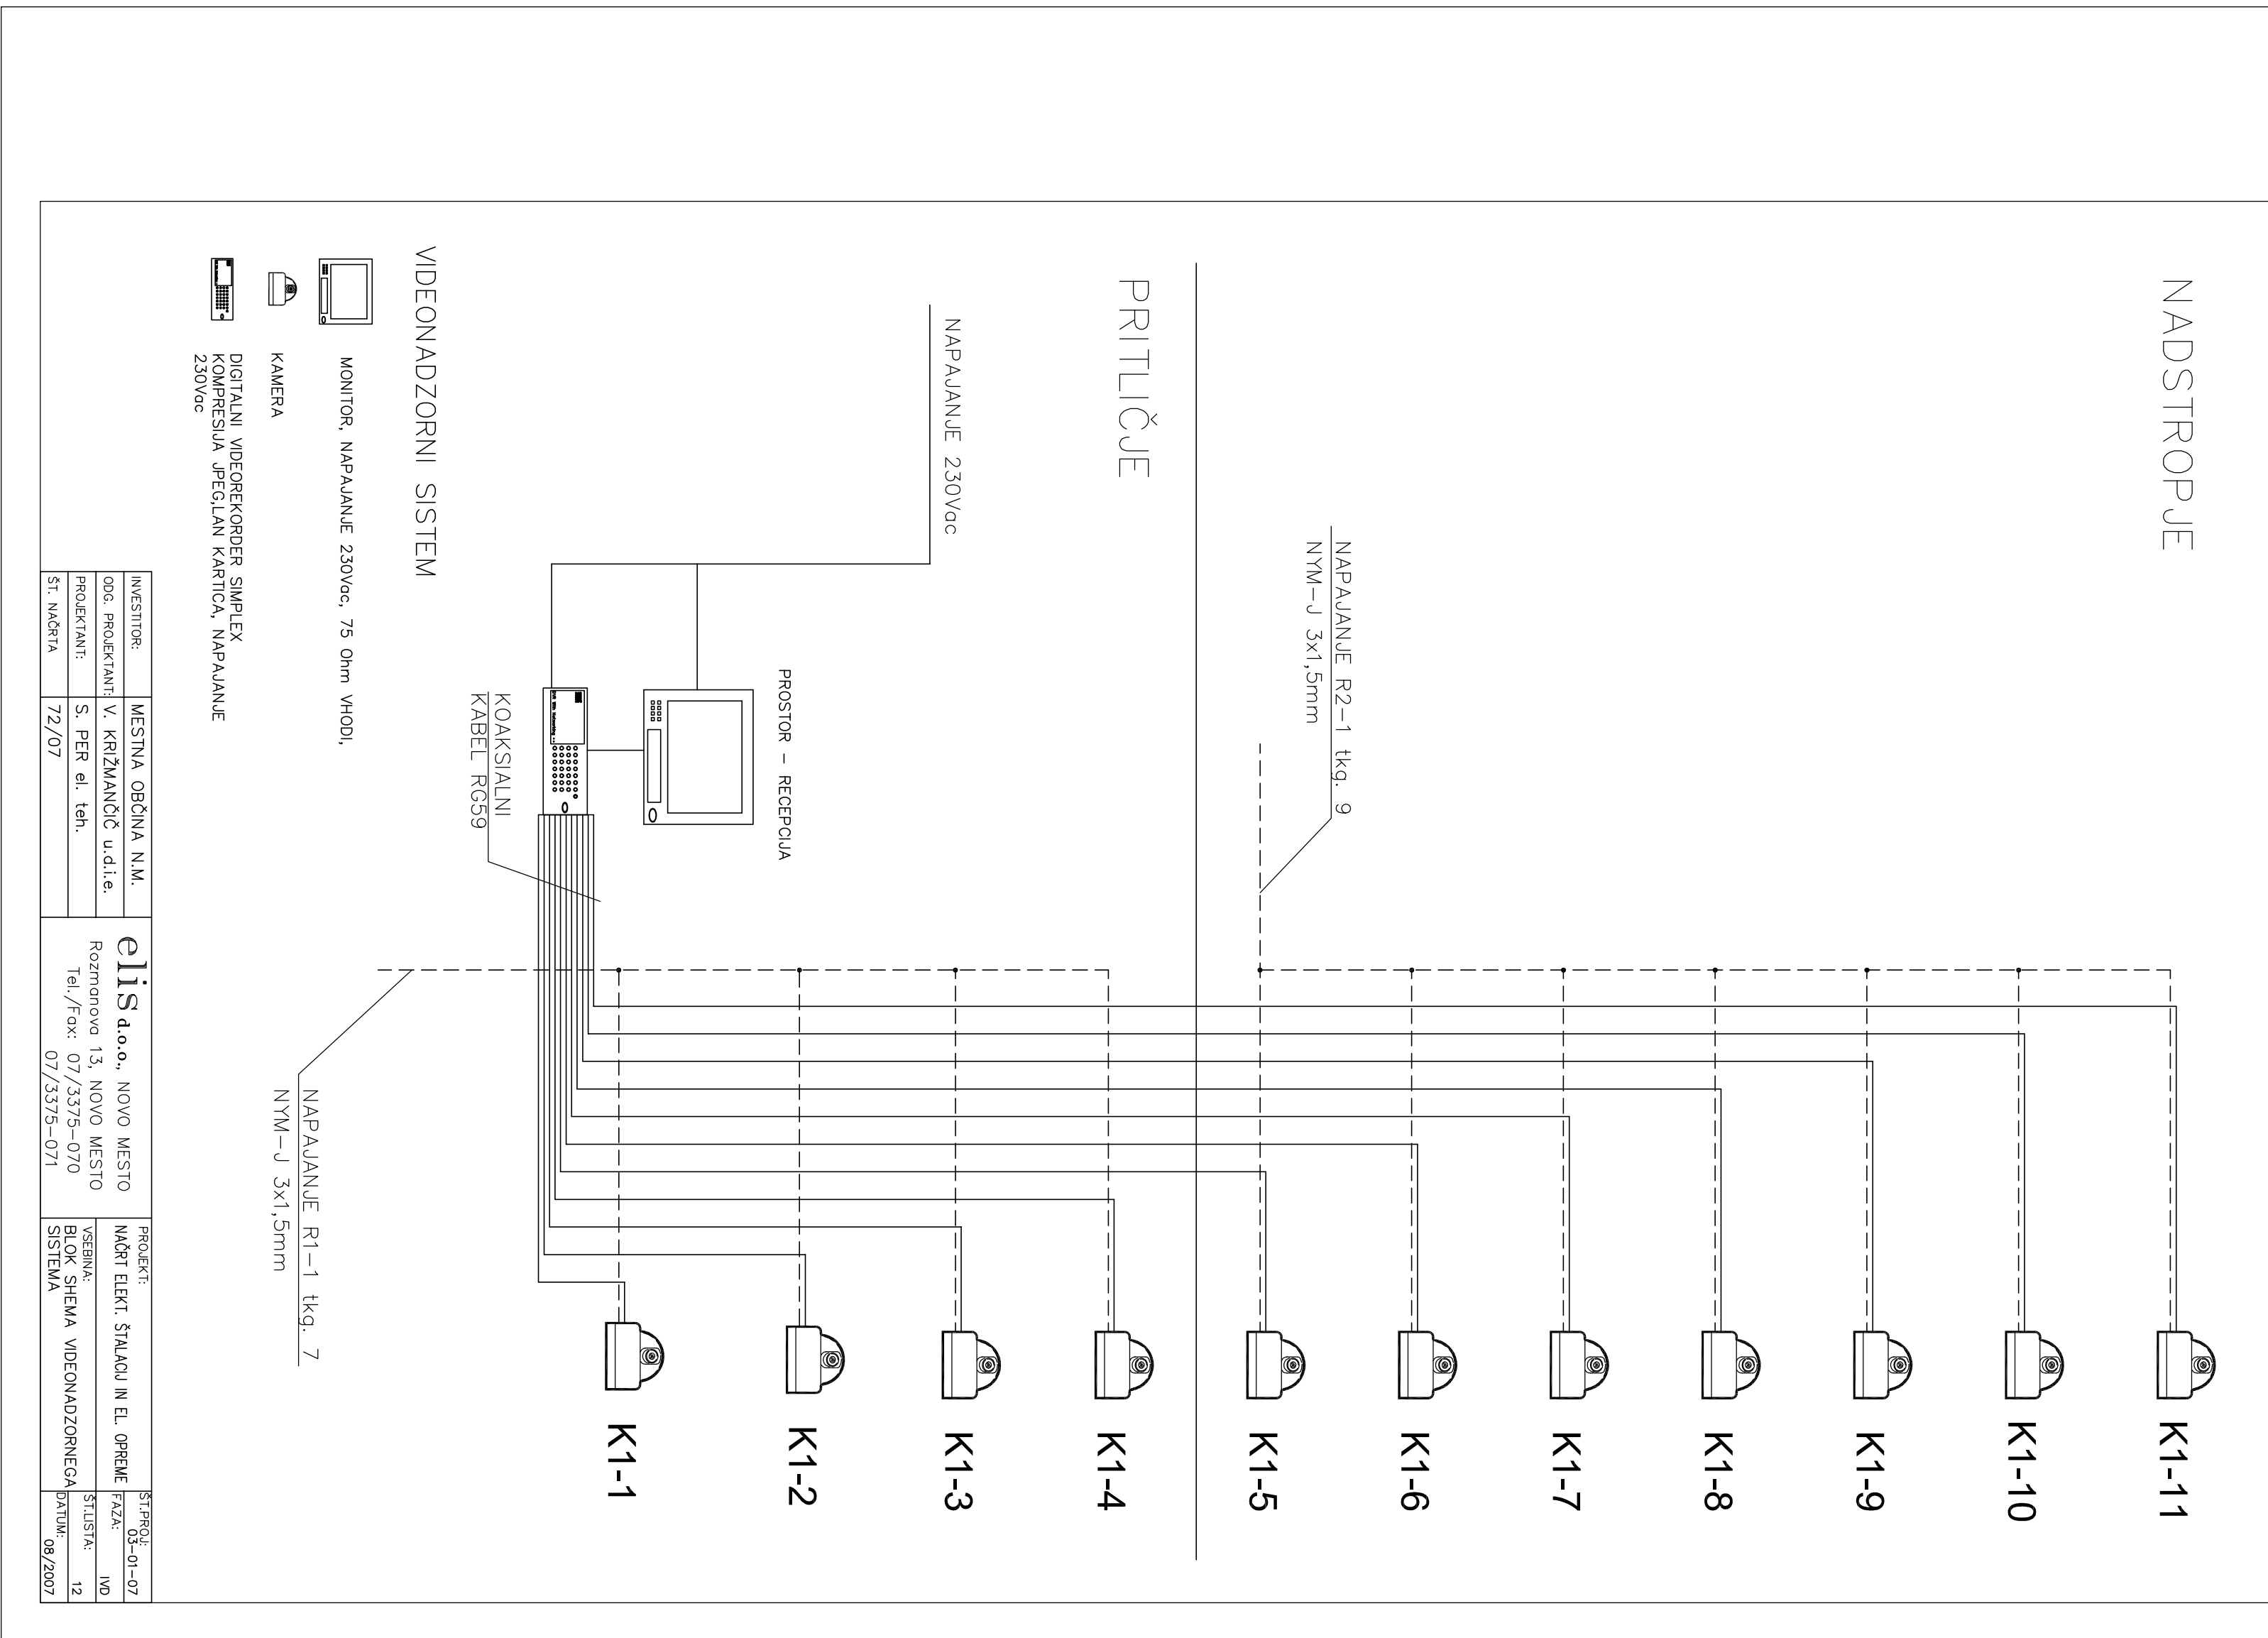 NADSTROPJE
K1-11
K1-10
K1-9
K1-8
K1-7
K1-6
K1-5
NAPAJANJE R2-1 tkg. 9
NYM-J 3x1,5mm
PRITLIČJE
K1-4
K1-3
K1-2
K1-1
NAPAJANJE 230Vac
PROSTOR - RECEPCIJA
KOAKSIALNI
KABEL RG59
VIDEONADZORNI SISTEM
MONITOR, NAPAJANJE 230Vac, 75 Ohm VHODI,
KAMERA
DIGITALNI VIDEOREKORDER SIMPLEX
KOMPRESIJA JPEG,LAN KARTICA, NAPAJANJE
230Vac
NAPAJANJE R1-1 tkg. 7
NYM-J 3x1,5mm
INVESTITOR: MESTNA OBČINA N.M.
ODG. PROJEKTANT: V. KRIŽMANČIČ u.d.i.e.
PROJEKTANT: S. PER el. teh.
ŠT. NAČRTA 72/07
elis d.o.o., NOVO MESTO
Rozmanova 13, NOVO MESTO
Tel./Fax: 07/3375-070
07/3375-071
PROJEKT:
NAČRT ELEKT. ŠTALACIJ IN EL. OPREME
VSEBINA:
BLOK SHEMA VIDEONADZORNEGA
SISTEMA
ŠT.PROJ:
03-01-07
FAZA:
IVD
ŠT.LISTA:
12
DATUM:
08/2007